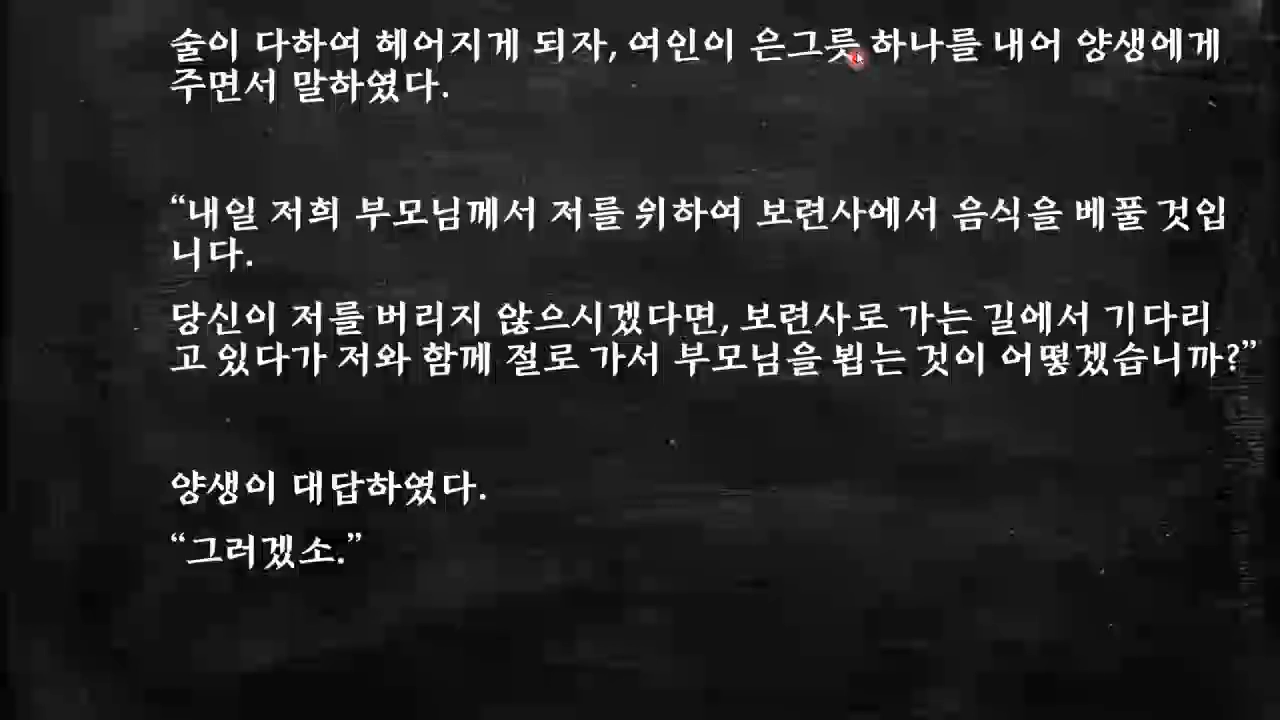 술이 다하여 헤어지게 되자, 여인이 은그릇 하나를 내어 양생에게
주면서 말하였다.
“내일 저희 부모님께서 저를 위하여 보련사에서 음식을 베풀 것입
니다.
당신이 저를 버리지 않으시겠다면, 보련사로 가는 길에서 기다리
고 있다가 저와 함께 절로 가서 부모님을 뵙는 것이 어떻겠습니까?”
양생이 대답하였다.
“그러겠소.”